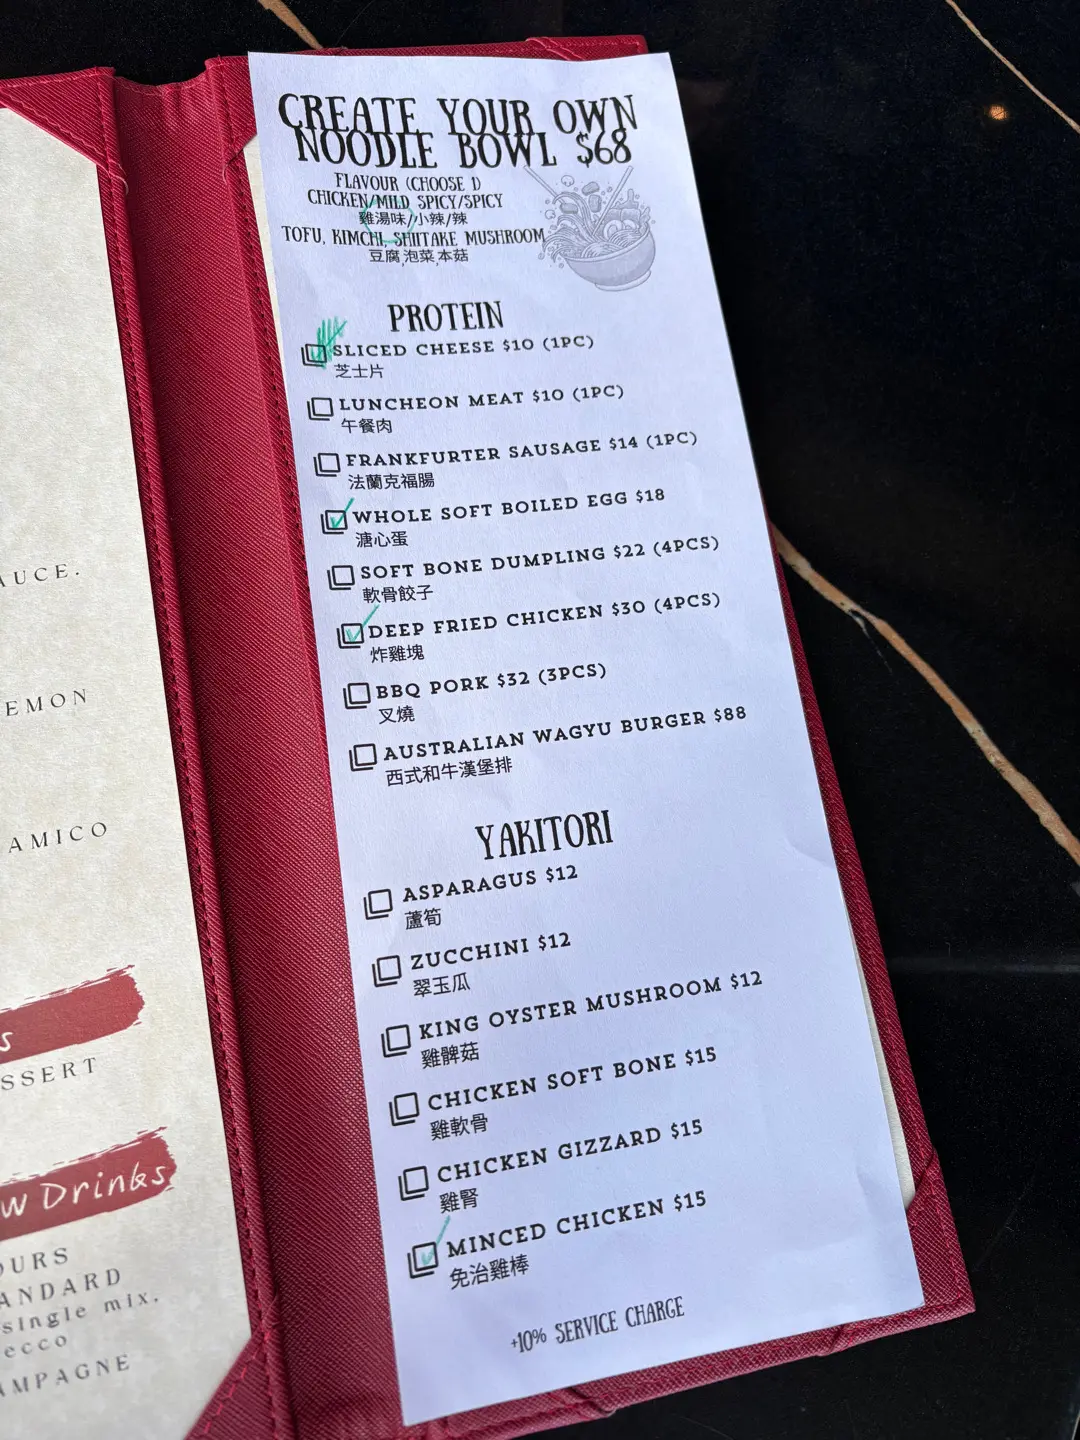 AUCE.
EMON
AMICO
S
SSERT
w Drinks
OURS
ANDARD
single mix.
ecco
AMPAGNE
CREATE YOUR OWN
NOODLE BOWL $68
FLAVOUR (CHOOSE 1)
CHICKEN/MILD SPICY/SPICY
雞湯味/小辣/辣
TOFU, KIMCHI, SHIITAKE MUSHROOM
豆腐,泡菜,本菇
PROTEIN
SLICED CHEESE $10 (1PC)
芝士片
LUNCHEON MEAT $10 (1PC)
午餐肉
FRANKFURTER SAUSAGE $14 (1PC)
法蘭克福腸
WHOLE SOFT BOILED EGG $18
溏心蛋
SOFT BONE DUMPLING $22 (4PCS)
軟骨餃子
DEEP FRIED CHICKEN $30 (4PCS)
炸雞塊
BBQ PORK $32 (3PCS)
叉燒
AUSTRALIAN WAGYU BURGER $88
西式和牛漢堡排
YAKITORI
ASPARAGUS $12
蘆筍
ZUCCHINI $12
翠玉瓜
KING OYSTER MUSHROOM $12
雞髀菇
CHICKEN SOFT BONE $15
雞軟骨
CHICKEN GIZZARD $15
雞腎
MINCED CHICKEN $15
免治雞棒
+10% SERVICE CHARGE